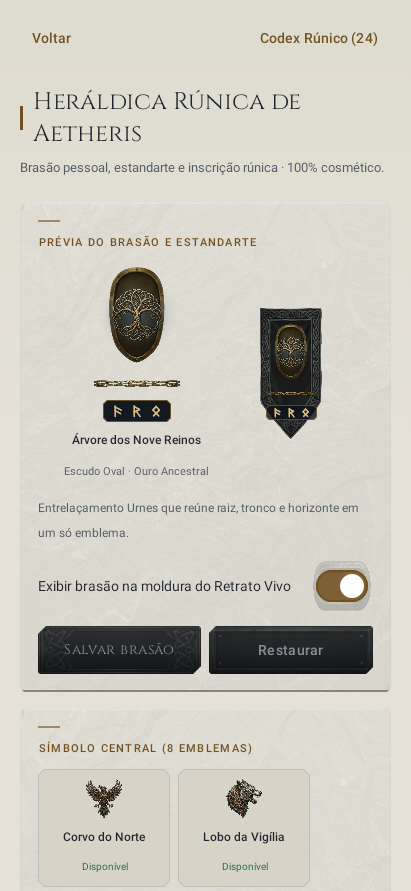 Voltar
Codex Rúnico (24)
Heráldica Rúnica de
Aetheris
Brasão pessoal, estandarte e inscrição rúnica · 100% cosmético.
PRÉVIA DO BRASÃO E ESTANDARTE
ᚨ ᚱ ᛟ
ᚨ ᚱ ᛟ
Árvore dos Nove Reinos
Escudo Oval · Ouro Ancestral
Entrelaçamento Urnes que reúne raiz, tronco e horizonte em
um só emblema.
Exibir brasão na moldura do Retrato Vivo
Salvar brasão
Restaurar
SÍMBOLO CENTRAL (8 EMBLEMAS)
Corvo do Norte
Lobo da Vigília
Disponível
Disponível